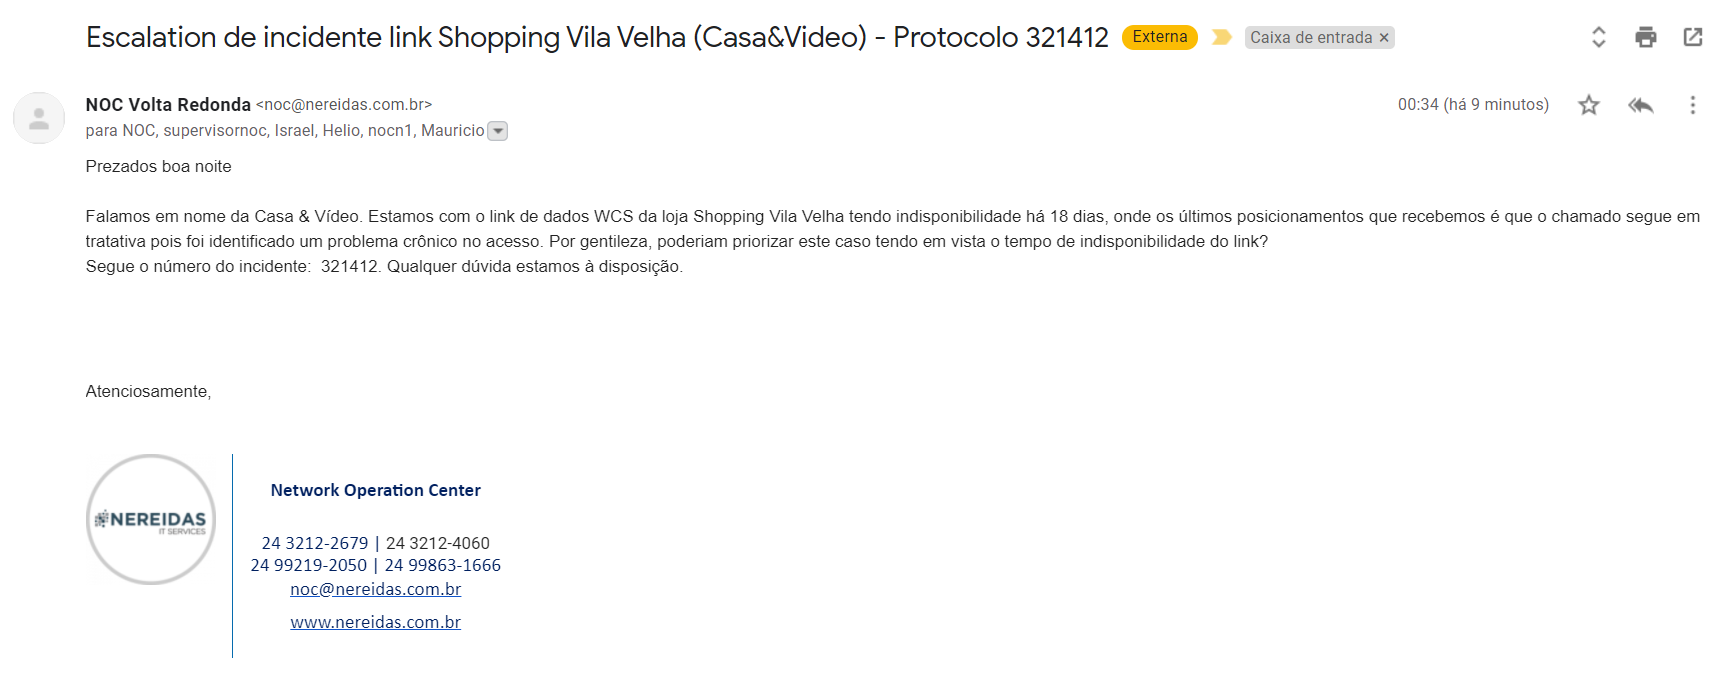 Escalation de incidente link Shopping Vila Velha (Casa&Video) - Protocolo 321412 Externa Caixa de entrada ×
NOC Volta Redonda <noc@nereidas.com.br> 00:34 (há 9 minutos)
para NOC, supervisornoc, Israel, Helio, nocn1, Mauricio
Prezados boa noite
Falamos em nome da Casa & Vídeo. Estamos com o link de dados WCS da loja Shopping Vila Velha tendo indisponibilidade há 18 dias, onde os últimos posicionamentos que recebemos é que o chamado segue em
tratativa pois foi identificado um problema crônico no acesso. Por gentileza, poderiam priorizar este caso tendo em vista o tempo de indisponibilidade do link?
Segue o número do incidente:  321412. Qualquer dúvida estamos à disposição.
Atenciosamente,
NEREIDAS
IT SERVICES
Network Operation Center
24 3212-2679 | 24 3212-4060
24 99219-2050 | 24 99863-1666
noc@nereidas.com.br
www.nereidas.com.br